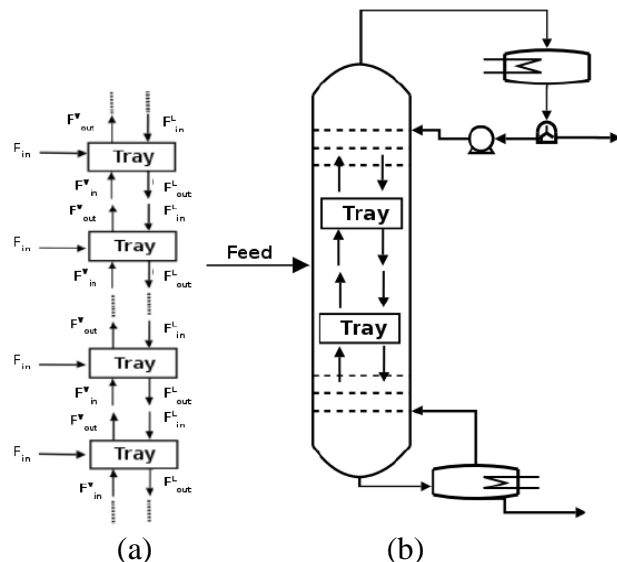 F^v_out F^L_in
F_in Tray
F^v_in F^L_out
F^v_out F^L_in
F_in Tray
F^v_in F^L_out
F^v_out F^L_in
F_in Tray
F^v_in F^L_out
F^v_out F^L_in
F_in Tray
F^v_in F^L_out
(a)
Feed
Tray
Tray
(b)